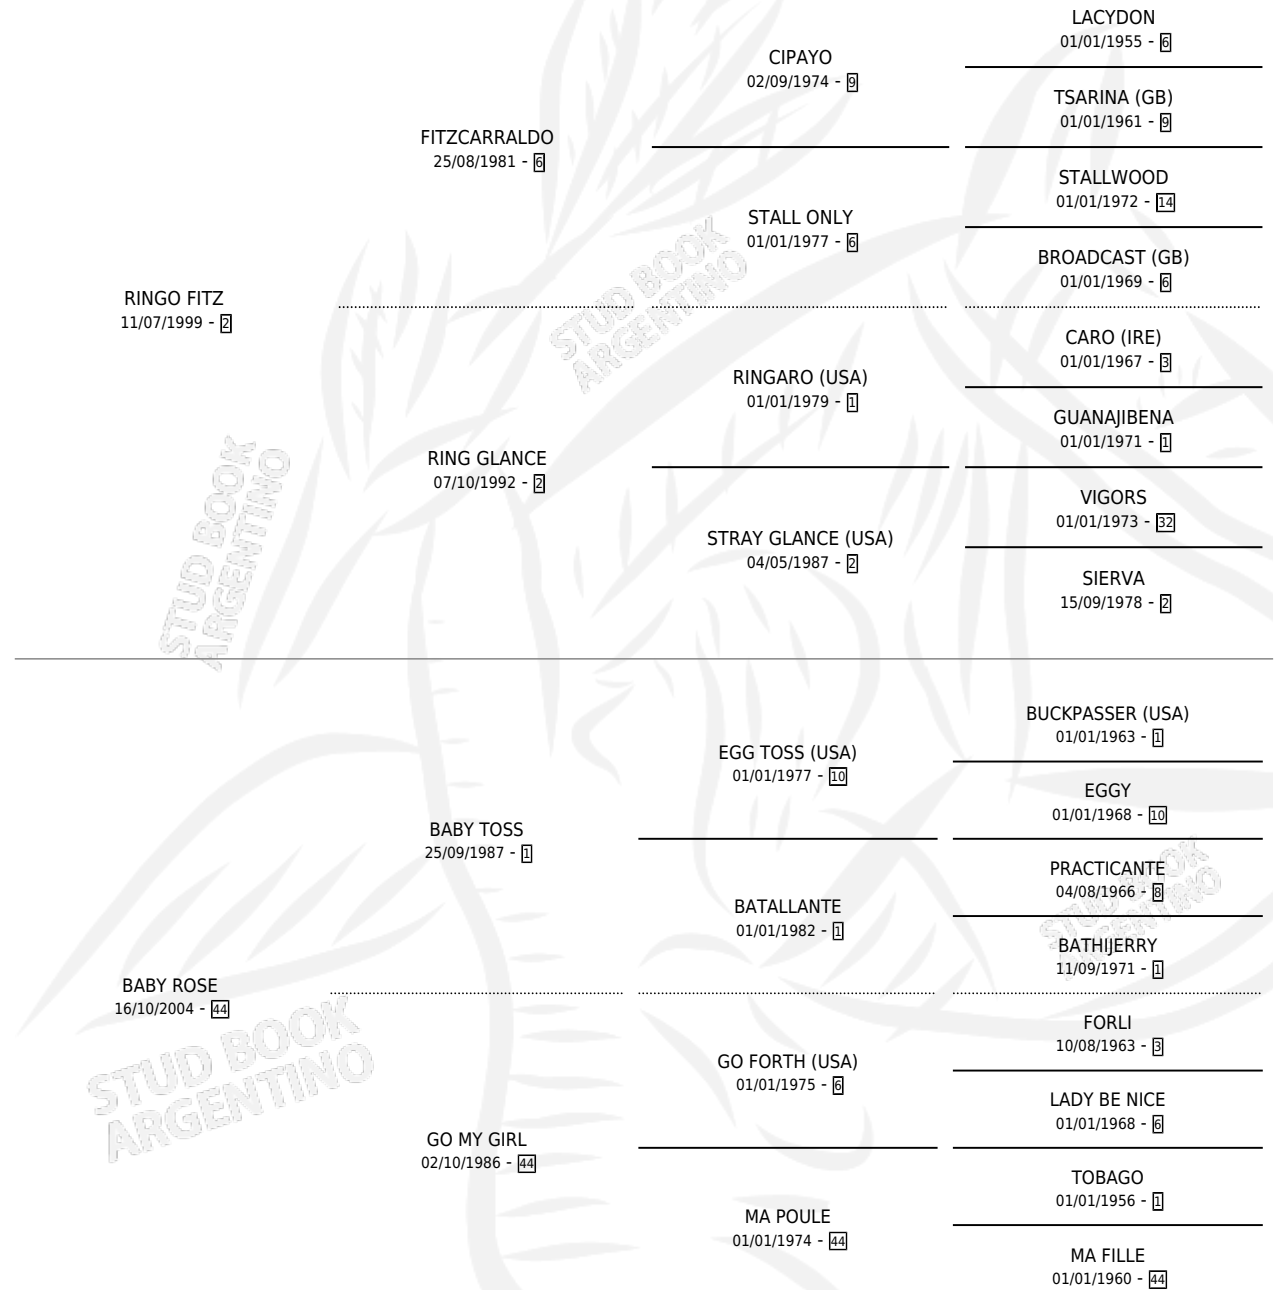 LACYDON
01/01/1955 - 6
CIPAYO
02/09/1974 - 9
TSARINA (GB)
01/01/1961 - 9
FITZCARRALDO
25/08/1981 - 6
STALLWOOD
01/01/1972 - 14
STALL ONLY
01/01/1977 - 6
BROADCAST (GB)
01/01/1969 - 6
RINGO FITZ
11/07/1999 - 2
CARO (IRE)
01/01/1967 - 3
RINGARO (USA)
01/01/1979 - 1
GUANAJIBENA
01/01/1971 - 1
RING GLANCE
07/10/1992 - 2
VIGORS
01/01/1973 - 32
STRAY GLANCE (USA)
04/05/1987 - 2
SIERVA
15/09/1978 - 2
STUD BOOK
ARGENTINO
STUD BOOK
ARGENTINO
BUCKPASSER (USA)
01/01/1963 - 1
EGG TOSS (USA)
01/01/1977 - 10
EGGY
01/01/1968 - 10
BABY TOSS
25/09/1987 - 1
PRACTICANTE
04/08/1966 - 8
BATALLANTE
01/01/1982 - 1
BATHIJERRY
11/09/1971 - 1
STUD BOOK
ARGENTINO
BABY ROSE
16/10/2004 - 44
FORLI
10/08/1963 - 3
GO FORTH (USA)
01/01/1975 - 6
LADY BE NICE
01/01/1968 - 6
STUD BOOK
ARGENTINO
GO MY GIRL
02/10/1986 - 44
TOBAGO
01/01/1956 - 1
MA POULE
01/01/1974 - 44
MA FILLE
01/01/1960 - 44